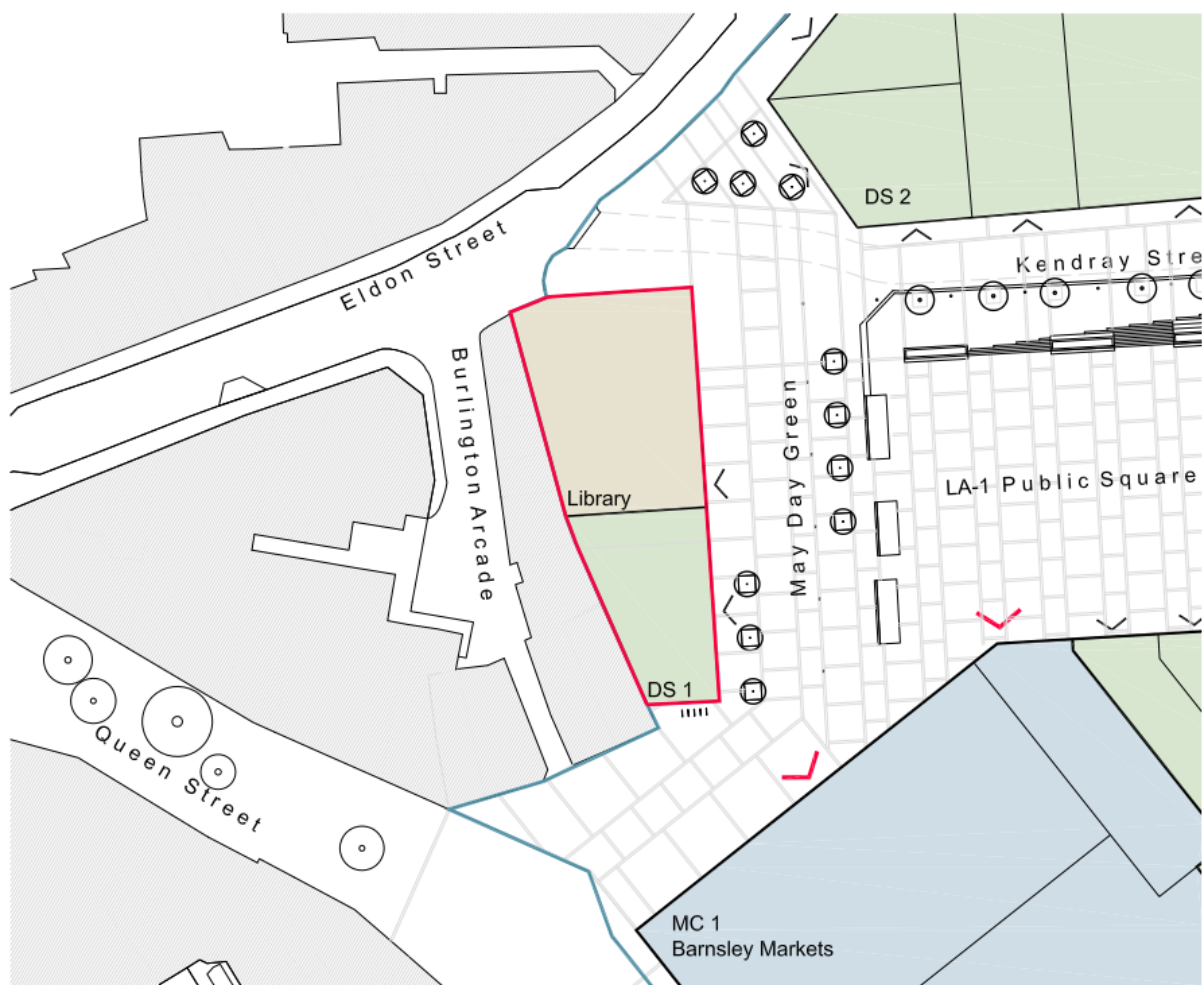 DS 2
Eldon Street
Kendray Stre
Burlington Arcade
May Day Green
LA-1 Public Square
Library
DS 1
Queen Street
MC 1
Barnsley Markets